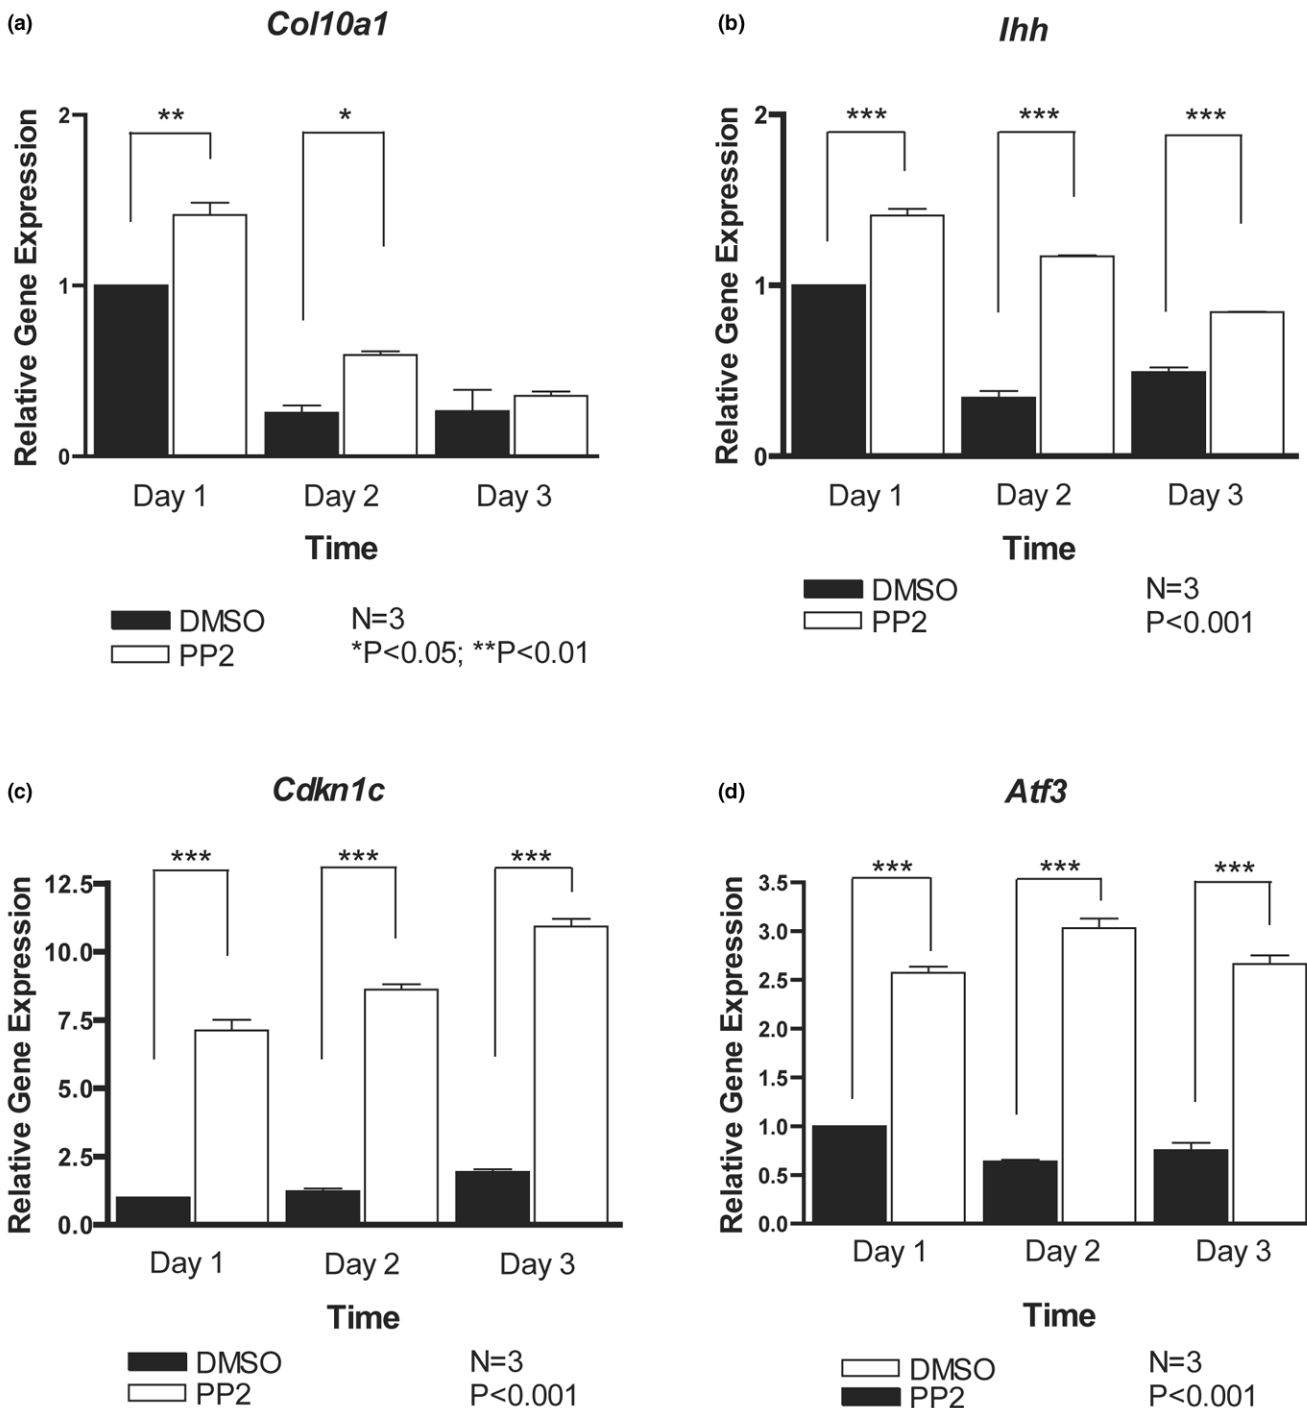 (a)
Col10a1
**
*
2
1
0
Relative Gene Expression
Day 1
Day 2
Day 3
Time
DMSO
PP2
N=3
*P<0.05; **P<0.01
(b)
Ihh
***
***
***
2
1
0
Relative Gene Expression
Day 1
Day 2
Day 3
Time
DMSO
PP2
N=3
P<0.001
(c)
Cdkn1c
***
***
***
12.5
10.0
7.5
5.0
2.5
0.0
Relative Gene Expression
Day 1
Day 2
Day 3
Time
DMSO
PP2
N=3
P<0.001
(d)
Atf3
***
***
***
3.5
3.0
2.5
2.0
1.5
1.0
0.5
0.0
Relative Gene Expression
Day 1
Day 2
Day 3
Time
DMSO
PP2
N=3
P<0.001